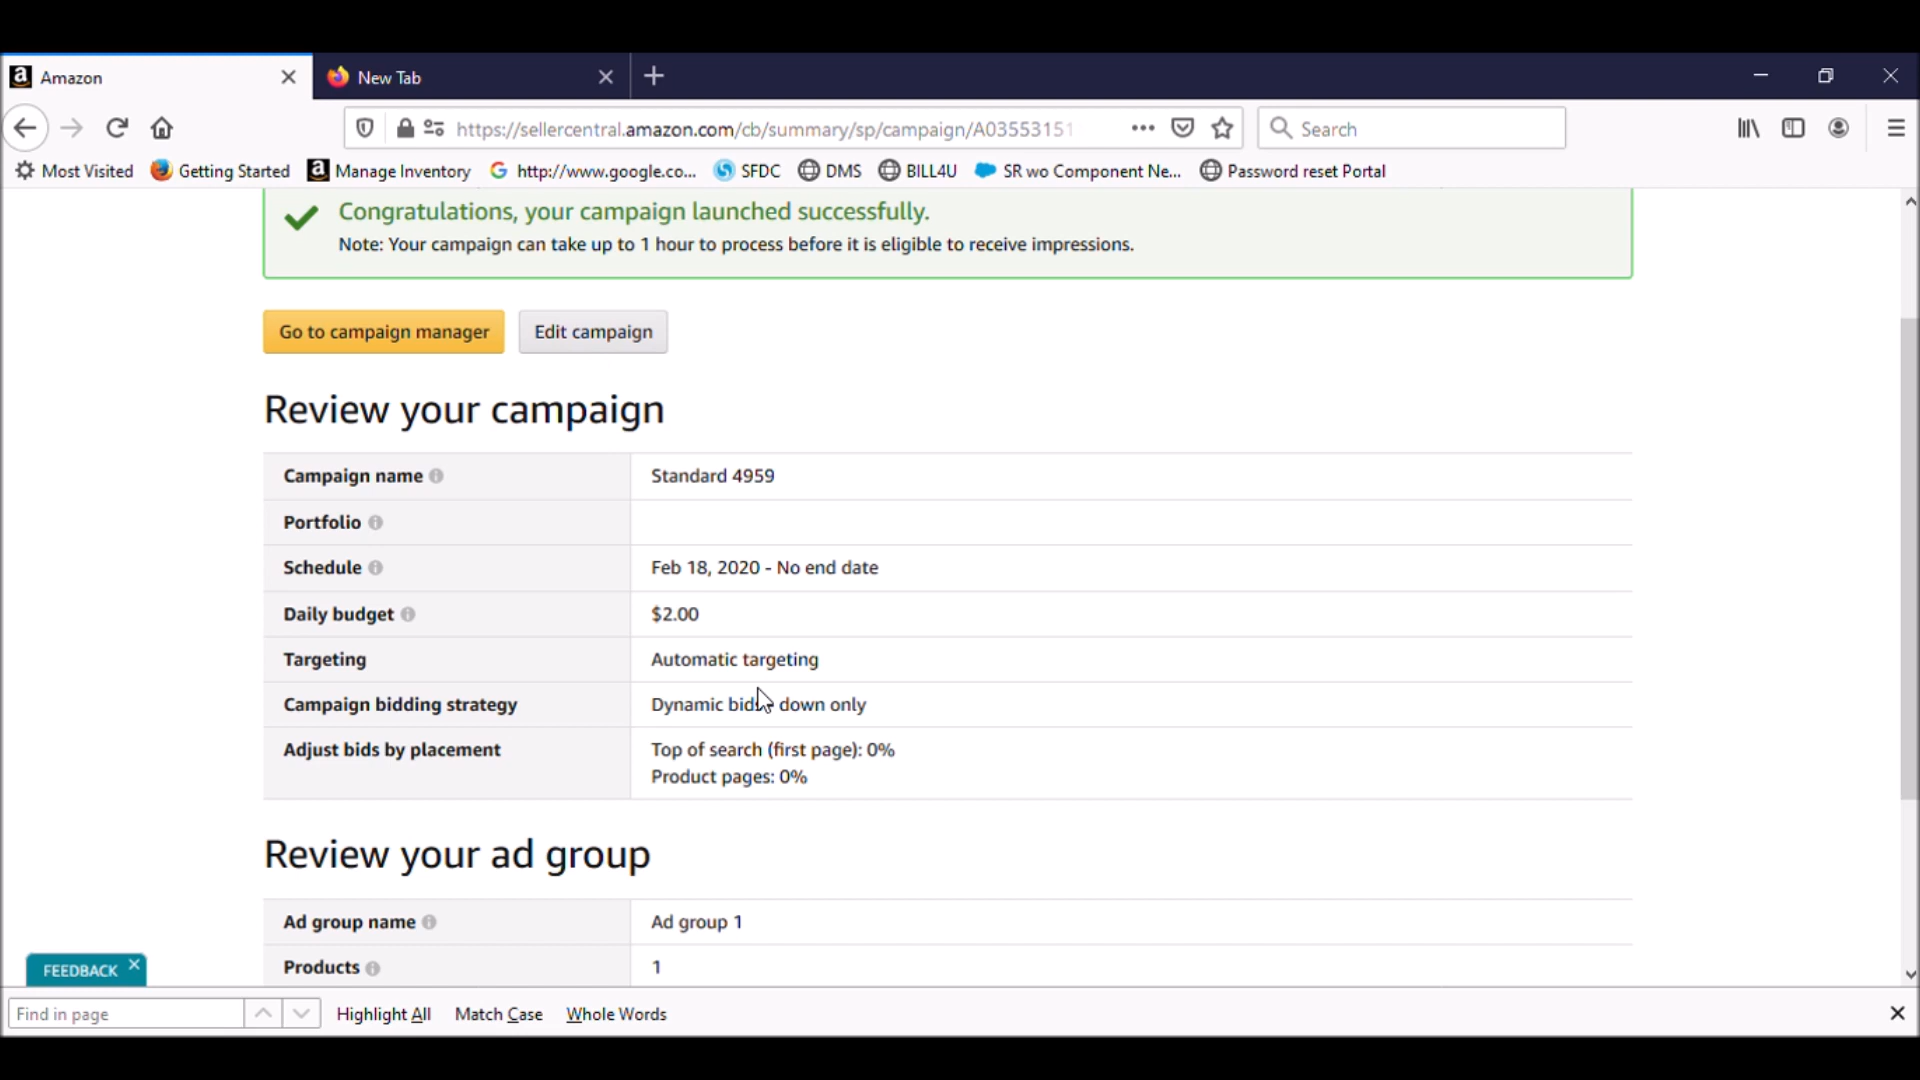 Amazon
New Tab
https://sellercentral.amazon.com/cb/summary/sp/campaign/A03553151
Search
Most Visited
Getting Started
Manage Inventory
http://www.google.co...
SFDC
DMS
BILL4U
SR wo Component Ne...
Password reset Portal
Congratulations, your campaign launched successfully.
Note: Your campaign can take up to 1 hour to process before it is eligible to receive impressions.
Go to campaign manager
Edit campaign
Review your campaign
Campaign name Standard 4959
Portfolio
Schedule Feb 18, 2020 - No end date
Daily budget $2.00
Targeting Automatic targeting
Campaign bidding strategy Dynamic bids - down only
Adjust bids by placement Top of search (first page): 0%
Product pages: 0%
Review your ad group
Ad group name Ad group 1
Products 1
FEEDBACK
Find in page
Highlight All
Match Case
Whole Words